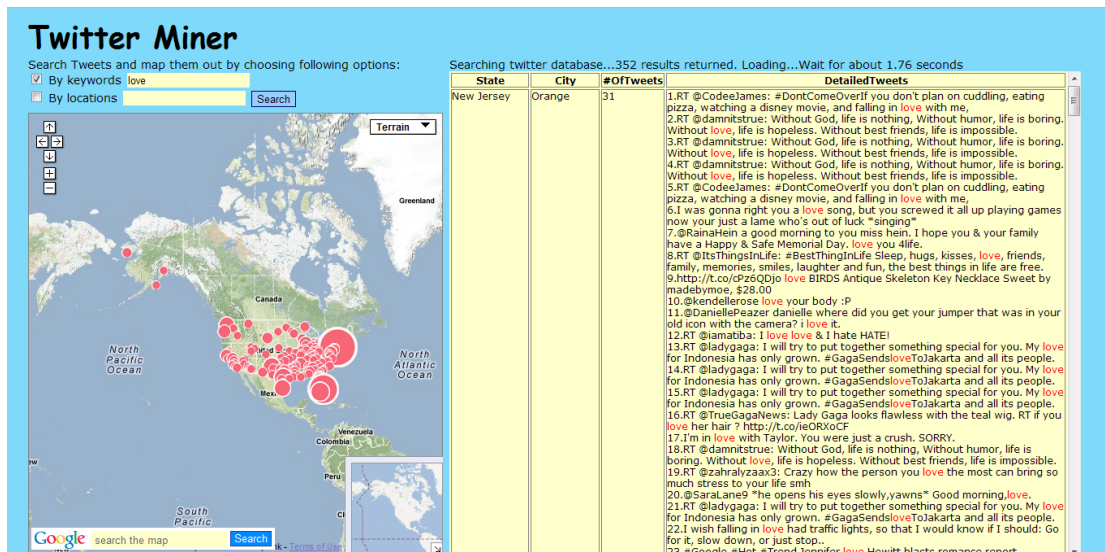 Twitter Miner
Search Tweets and map them out by choosing following options:
By keywords love
By locations
Search
Terrain
Greenland
Canada
North
Pacific
Ocean
North
Atlantic
Ocean
Venezuela
Colombia
Peru
South
Pacific
Google search the map Search
Terms of Use
Searching twitter database...352 results returned. Loading...Wait for about 1.76 seconds
State City #OfTweets DetailedTweets
New Jersey Orange 31 1.RT @CodeeJames: #DontComeOverIf you don't plan on cuddling, eating
pizza, watching a disney movie, and falling in love with me,
2.RT @damnitstrue: Without God, life is nothing, Without humor, life is boring.
Without love, life is hopeless. Without best friends, life is impossible.
3.RT @damnitstrue: Without God, life is nothing, Without humor, life is boring.
Without love, life is hopeless. Without best friends, life is impossible.
4.RT @damnitstrue: Without God, life is nothing, Without humor, life is boring.
Without love, life is hopeless. Without best friends, life is impossible.
5.RT @CodeeJames: #DontComeOverIf you don't plan on cuddling, eating
pizza, watching a disney movie, and falling in love with me,
6.I was gonna right you a love song, but you screwed it all up playing games
now your just a lame who's out of luck *singing*
7.@RainaHein a good morning to you miss hein. I hope you & your family
have a Happy & Safe Memorial Day. love you 4life.
8.RT @ItsThingsInLife: #BestThingInLife Sleep, hugs, kisses, love, friends,
family, memories, smiles, laughter and fun, the best things in life are free.
9.http://t.co/cPz6QDjo love BIRDS Antique Skeleton Key Necklace Sweet by
madebymoe, $28.00
10.@kendellerose love your body :P
11.@DaniellePeazer danielle where did you get your jumper that was in your
old icon with the camera? i love it.
12.RT @iamatiba: I love love love & I hate HATE!
13.RT @ladygaga: I will try to put together something special for you. My love
for Indonesia has only grown. #GagaSendsloveToJakarta and all its people.
14.RT @ladygaga: I will try to put together something special for you. My love
for Indonesia has only grown. #GagaSendsloveToJakarta and all its people.
15.RT @ladygaga: I will try to put together something special for you. My love
for Indonesia has only grown. #GagaSendsloveToJakarta and all its people.
16.RT @TrueGagaNews: Lady Gaga looks flawless with the teal wig. RT if you
love her hair ? http://t.co/ieORXoCF
17.I'm in love with Taylor. You were just a crush. SORRY.
18.RT @damnitstrue: Without God, life is nothing, Without humor, life is
boring. Without love, life is hopeless. Without best friends, life is impossible.
19.RT @zahralyzaax3: Crazy how the person you love the most can bring so
much stress to your life smh
20.@SaraLane9 *he opens his eyes slowly,yawns* Good morning,love.
21.RT @ladygaga: I will try to put together something special for you. My love
for Indonesia has only grown. #GagaSendsloveToJakarta and all its people.
22.I wish falling in love had traffic lights, so that I would know if I should: Go
for it, slow down, or just stop..
23.#Google #Hot #Trend Jennifer love Hewitt blasts romance report